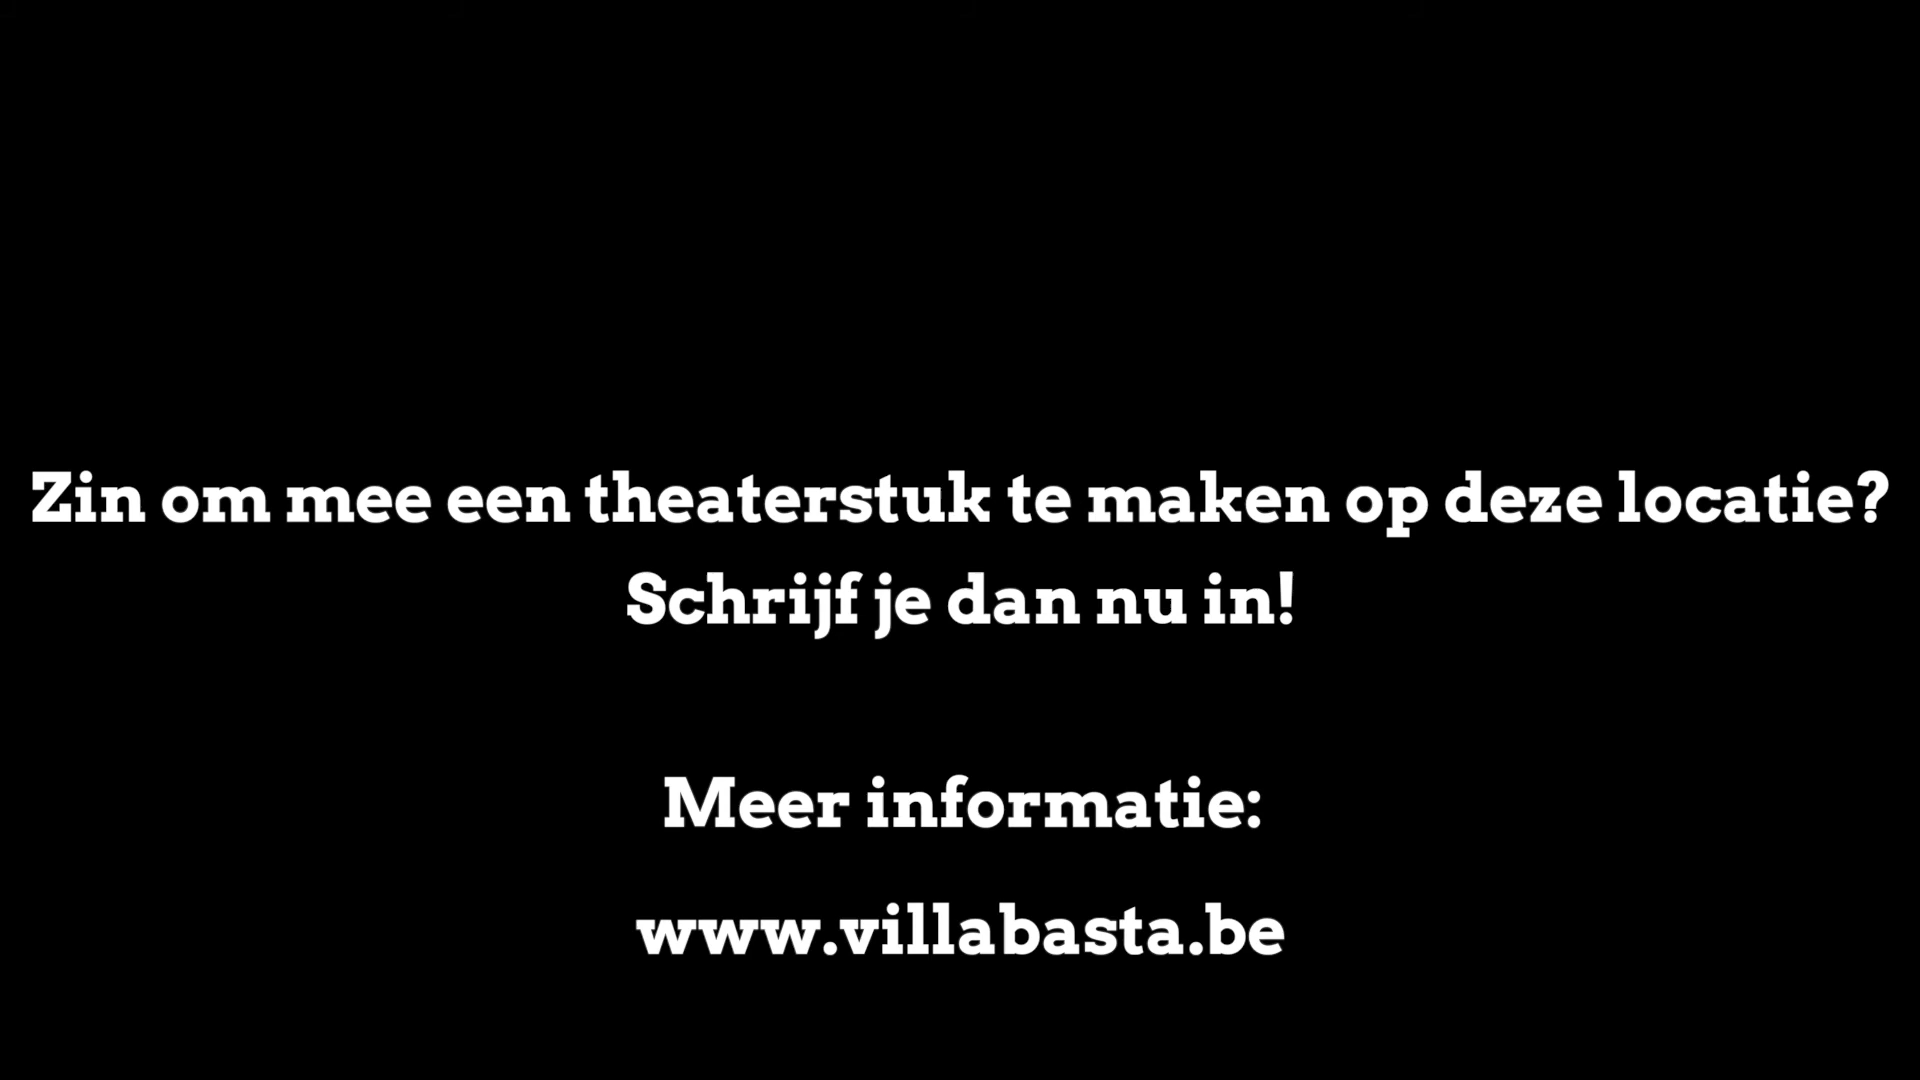 Zin om mee een theaterstuk te maken op deze locatie?
Schrijf je dan nu in!
Meer informatie:
www.villabasta.be